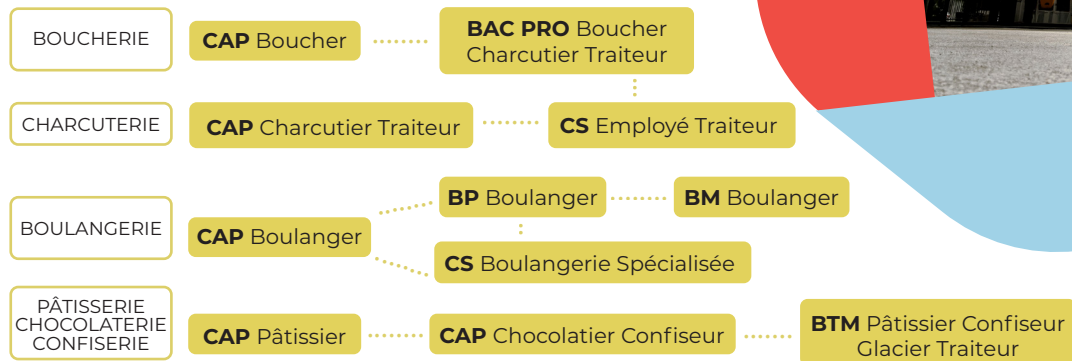 BOUCHERIE
CAP Boucher
BAC PRO Boucher
Charcutier Traiteur
CHARCUTERIE
CAP Charcutier Traiteur
CS Employé Traiteur
BOULANGERIE
CAP Boulanger
BP Boulanger
BM Boulanger
CS Boulangerie Spécialisée
PÂTISSERIE
CHOCOLATERIE
CONFISERIE
CAP Pâtissier
CAP Chocolatier Confiseur
BTM Pâtissier Confiseur
Glacier Traiteur